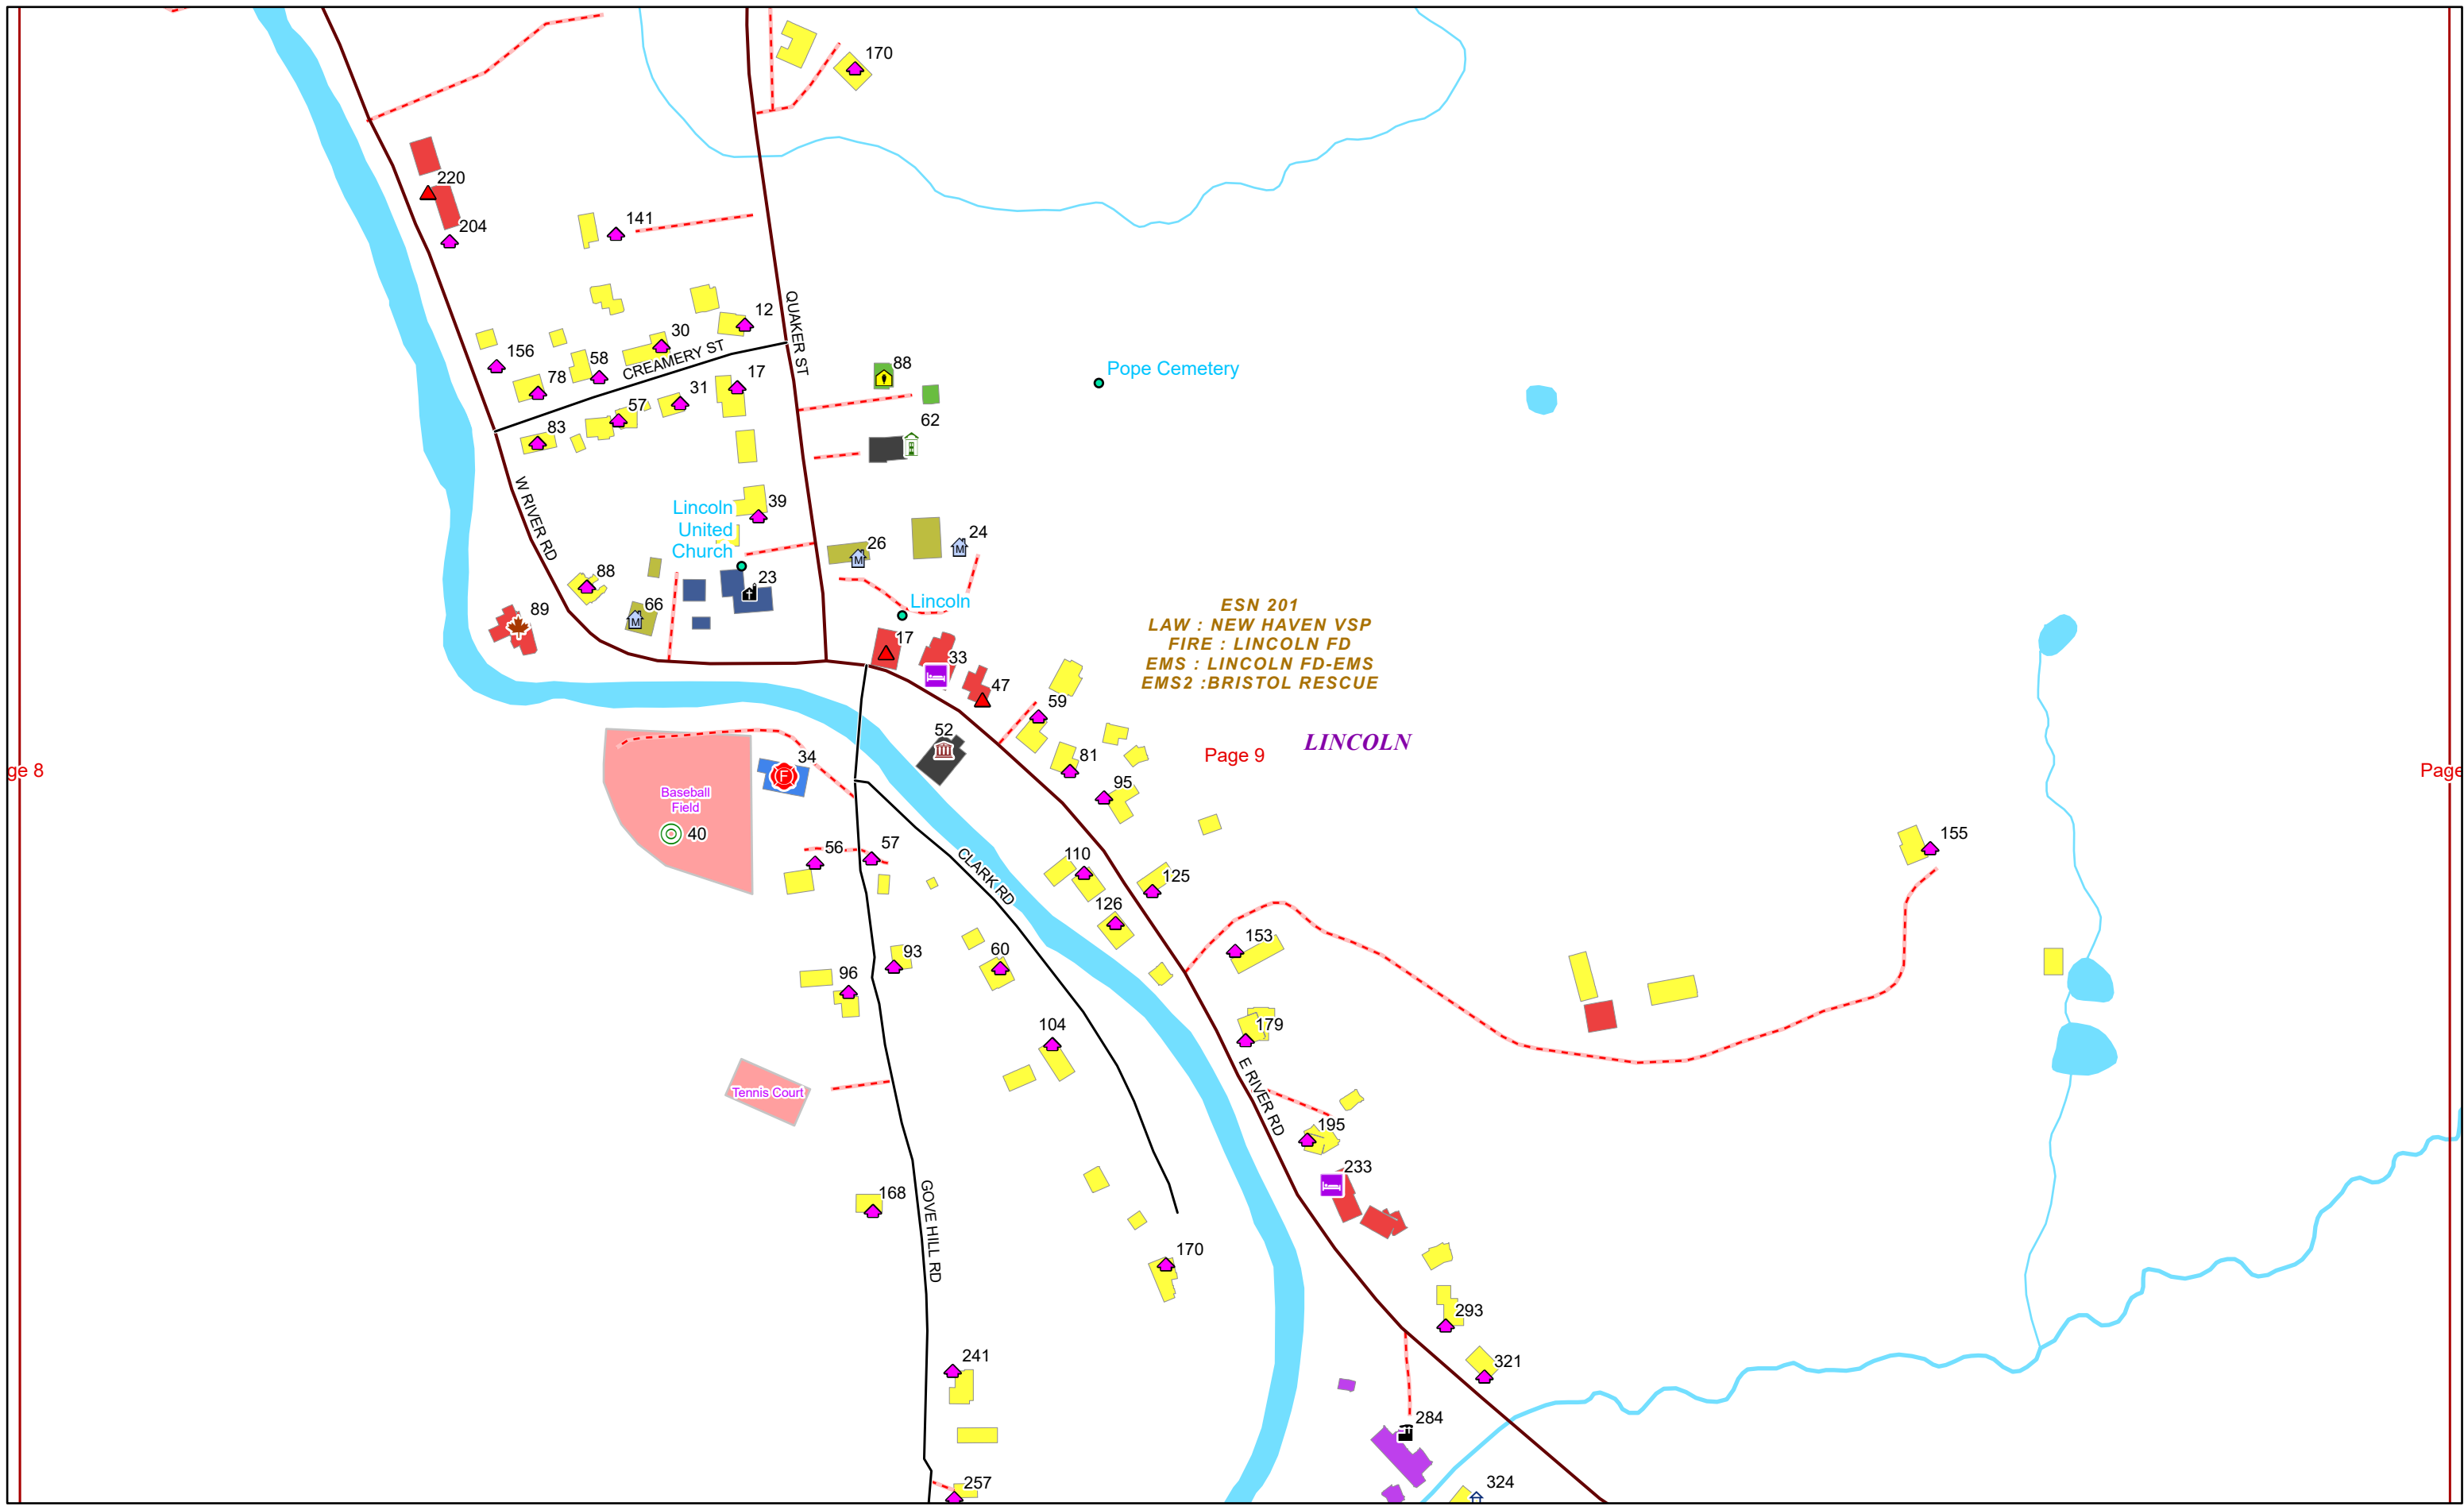 170
220
204
141
12
30
QUAKER ST
156
58
CREAMERY ST
78
17
31
57
83
88
62
Pope Cemetery
W RIVER RD
39
Lincoln
United
Church
26
24
88
23
66
89
Lincoln
17
33
47
59
ESN 201
LAW : NEW HAVEN VSP
FIRE : LINCOLN FD
EMS : LINCOLN FD-EMS
EMS2 :BRISTOL RESCUE
LINCOLN
52
81
Page 9
ge 8
Page
34
Baseball
Field
40
95
56
57
CLARK RD
110
125
126
155
153
93
96
60
104
179
E RIVER RD
Tennis Court
195
233
168
GOVE HILL RD
170
293
241
321
284
257
324
M
M
M
F